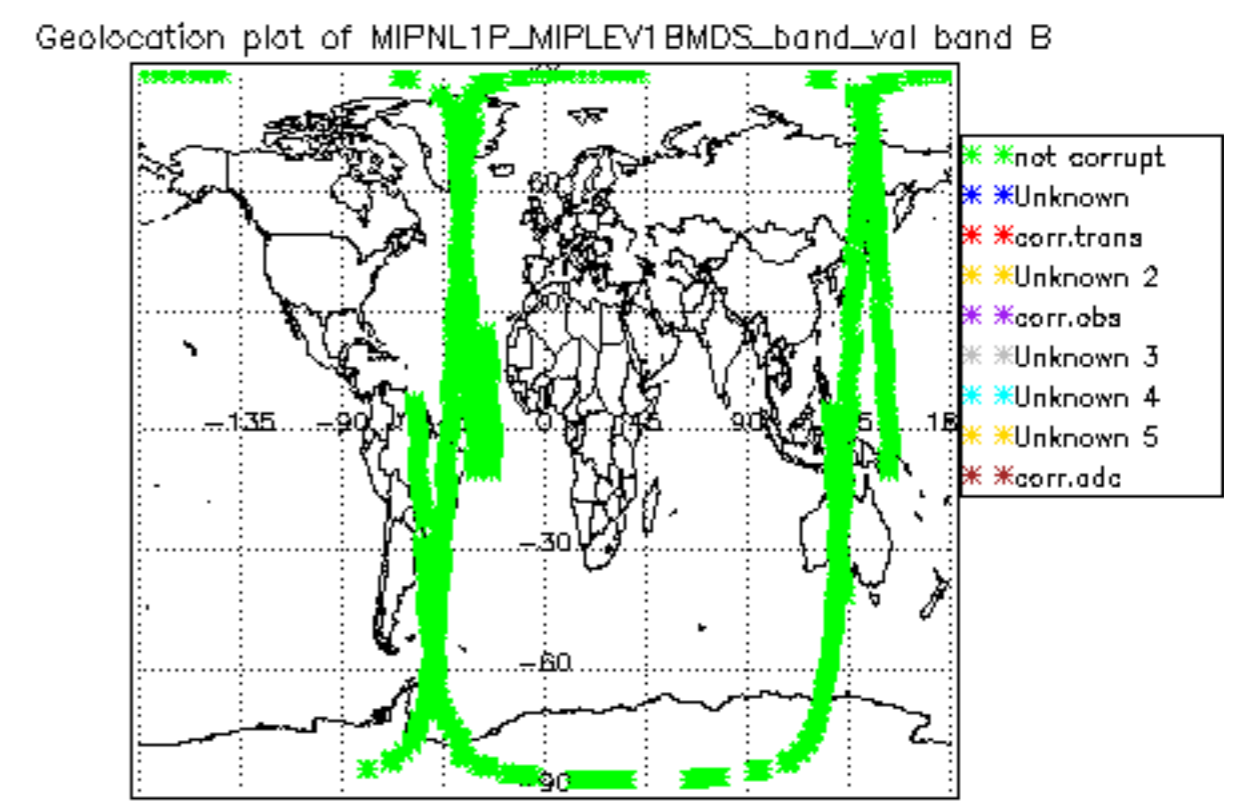 Geolocation plot of MIPNL1P_MIPLEV1BMDS_band_val band B
not corrupt
60
Unknown
corr.trans
Unknown 2
corr.obs
Unknown 3
Unknown 4
-135 -90 0 45 90
Unknown 5
corr.adc
-30
-60
-90